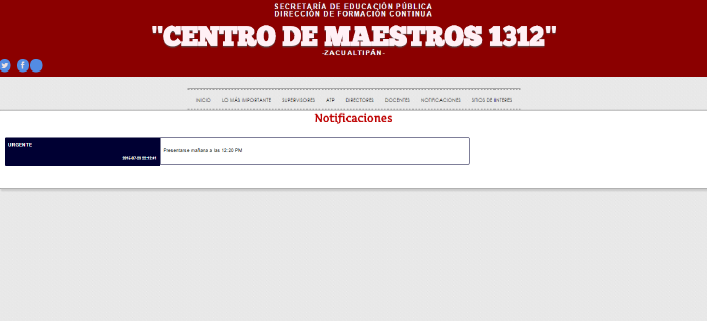 SECRETARÍA DE EDUCACIÓN PÚBLICA
DIRECCIÓN DE FORMACIÓN CONTINUA
"CENTRO DE MAESTROS 1312"
-ZACUALTIPÁN-
INICIO LO MÁS IMPORTANTE SUPERVISORES ATP DIRECTORES DOCENTES NOTIFICACIONES SITIOS DE INTERÉS
Notificaciones
URGENTE
Presentarse mañana a las 12:20 PM